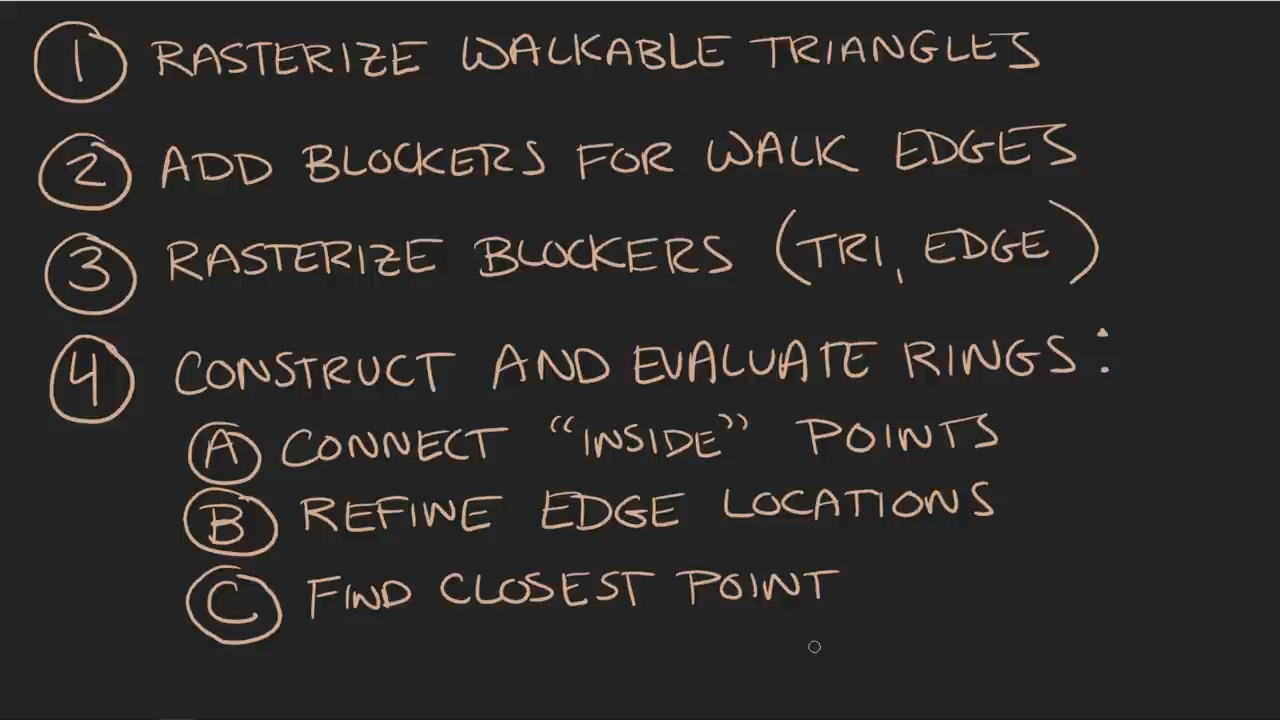 1 RASTERIZE WALKABLE TRIANGLES
2 ADD BLOCKERS FOR WALK EDGES
3 RASTERIZE BLOCKERS (TRI, EDGE)
4 CONSTRUCT AND EVALUATE RINGS:
A CONNECT "INSIDE" POINTS
B REFINE EDGE LOCATIONS
C FIND CLOSEST POINT